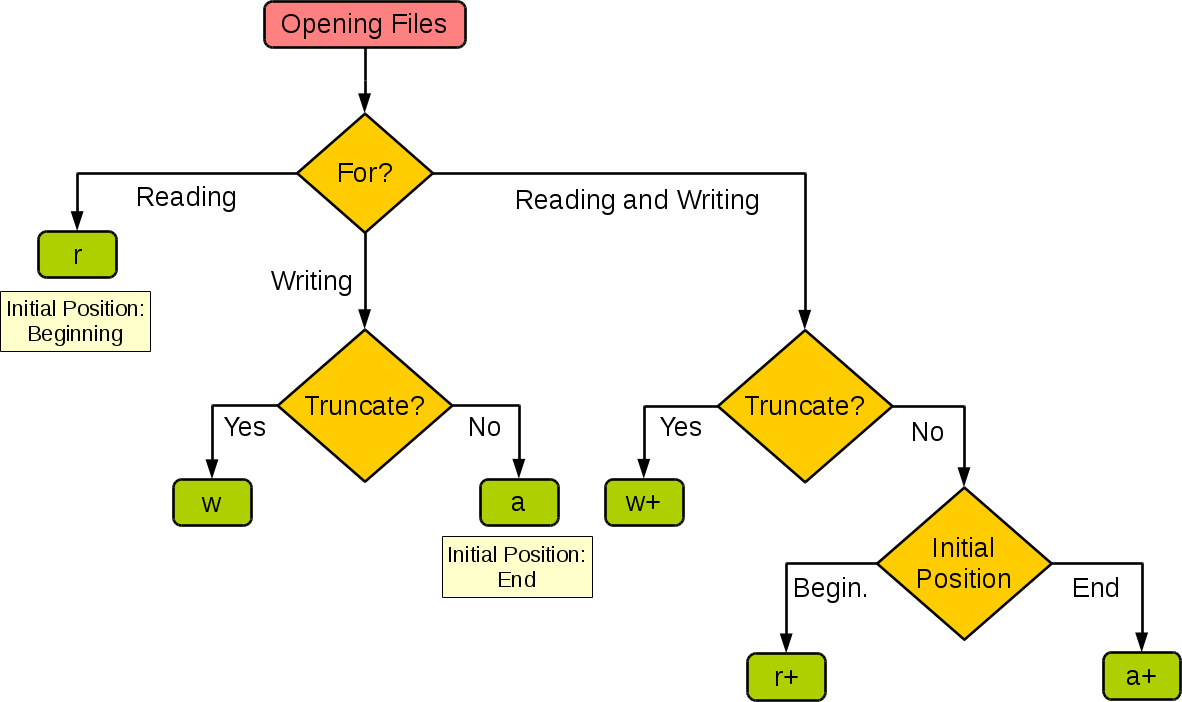 Opening Files
For?
Reading
Reading and Writing
r
Writing
Initial Position:
Beginning
Truncate?
Yes
No
w
a
Initial Position:
End
Truncate?
Yes
No
w+
Initial
Position
Begin.
End
r+
a+